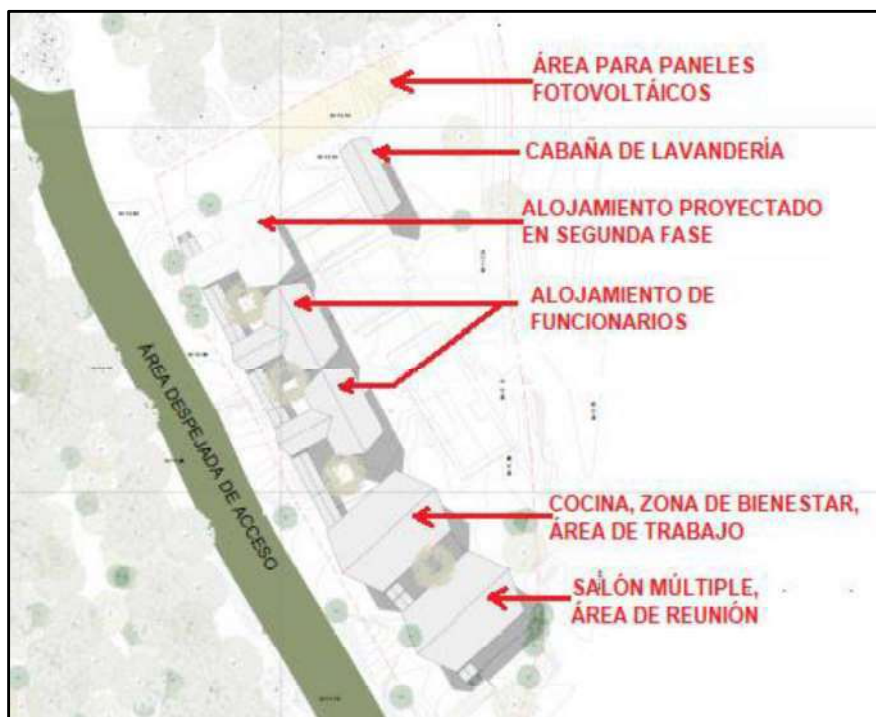 ÁREA PARA PANELES
FOTOVOLTÁICOS
CABAÑA DE LAVANDERÍA
ALOJAMIENTO PROYECTADO
EN SEGUNDA FASE
ALOJAMIENTO DE
FUNCIONARIOS
ÁREA DESPEJADA DE ACCESO
COCINA, ZONA DE BIENESTAR,
ÁREA DE TRABAJO
SALÓN MÚLTIPLE,
ÁREA DE REUNIÓN